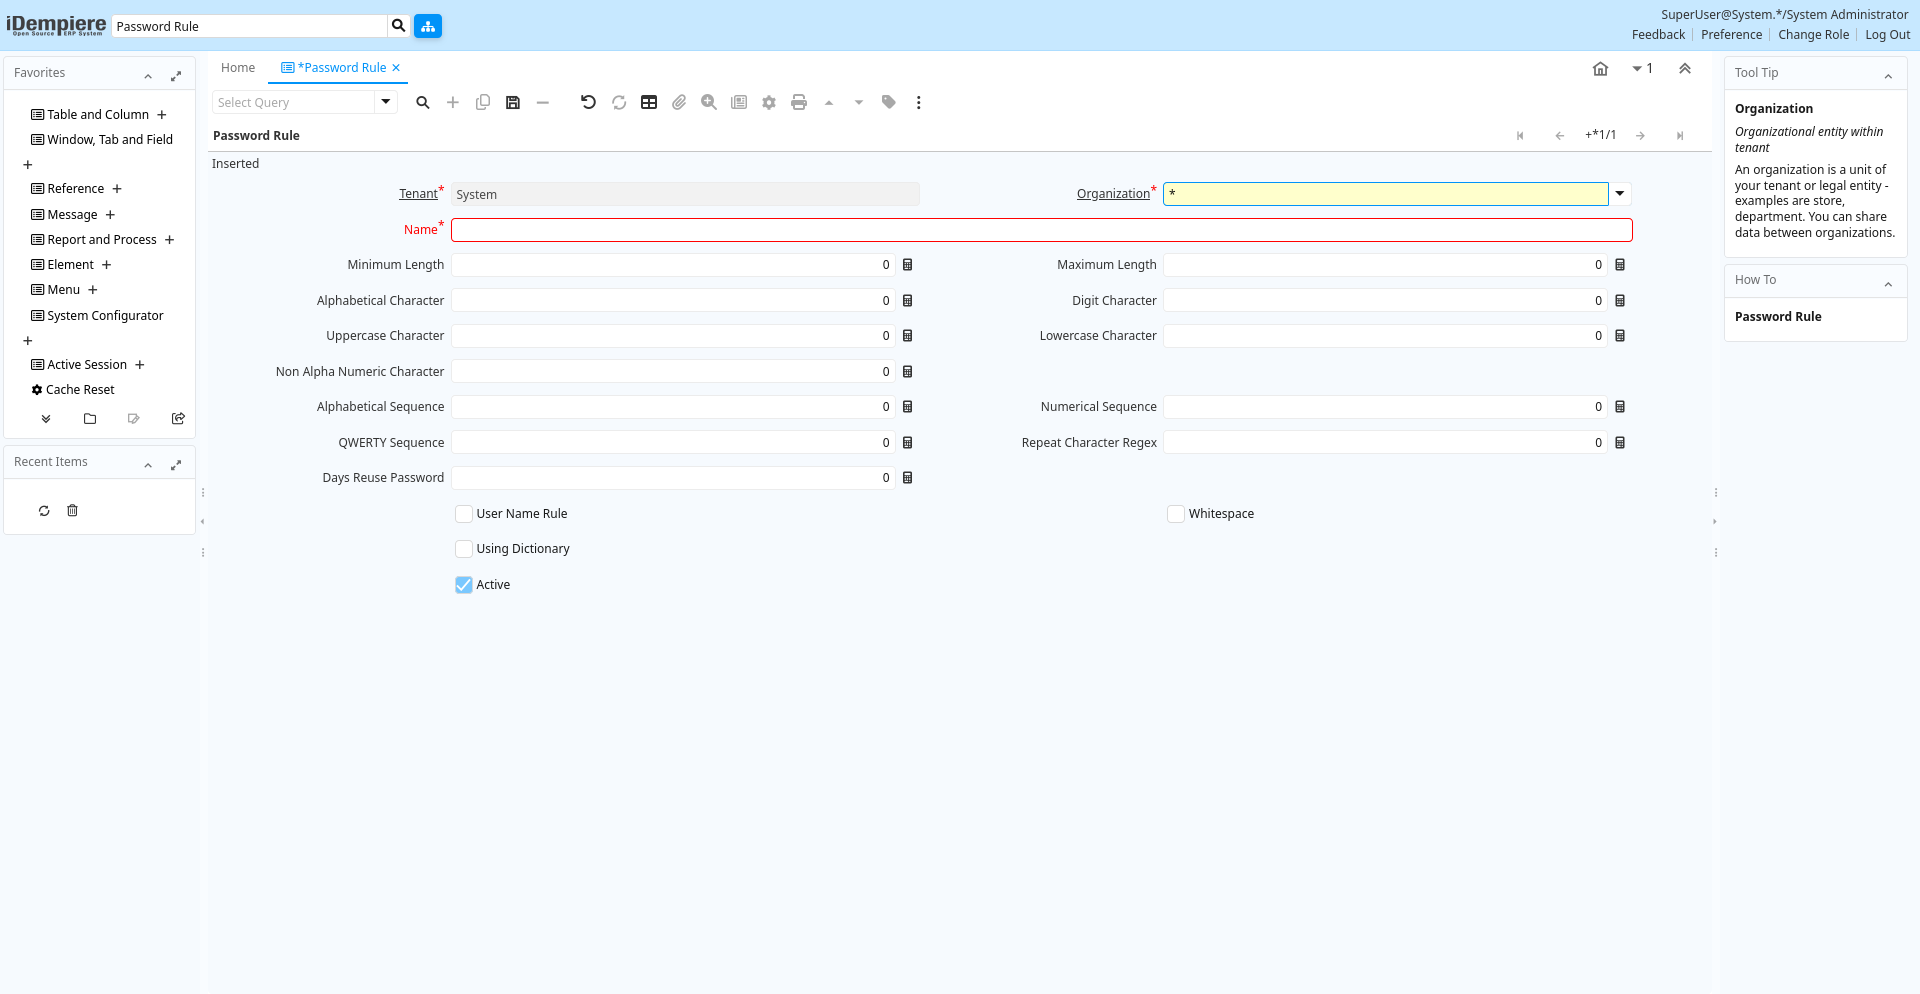 iDempiere
Open Source ERP System
Password Rule
SuperUser@System.*/System Administrator
Feedback
Preference
Change Role
Log Out
Favorites
Table and Column
Window, Tab and Field
Reference
Message
Report and Process
Element
Menu
System Configurator
Active Session
Cache Reset
Recent Items
Home
*Password Rule
1
Select Query
Password Rule
+*1/1
Inserted
Tenant*
System
Organization*
*
Name*
Minimum Length
0
Maximum Length
0
Alphabetical Character
0
Digit Character
0
Uppercase Character
0
Lowercase Character
0
Non Alpha Numeric Character
0
Alphabetical Sequence
0
Numerical Sequence
0
QWERTY Sequence
0
Repeat Character Regex
0
Days Reuse Password
0
User Name Rule
Whitespace
Using Dictionary
Active
Tool Tip
Organization
Organizational entity within
tenant
An organization is a unit of
your tenant or legal entity -
examples are store,
department. You can share
data between organizations.
How To
Password Rule